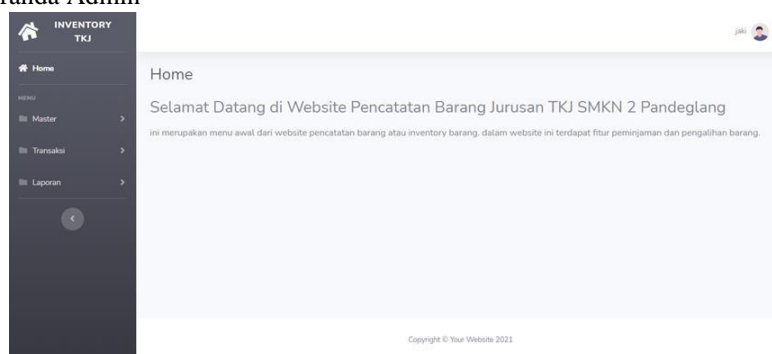 INVENTORY
TKJ
jaki
Home
Home
Selamat Datang di Website Pencatatan Barang Jurusan TKJ SMKN 2 Pandeglang
ini merupakan menu awal dari website pencatatan barang atau inventory barang. dalam website ini terdapat fitur peminjaman dan pengalihan barang.
MENU
Master
Transaksi
Laporan
Copyright © Your Website 2021